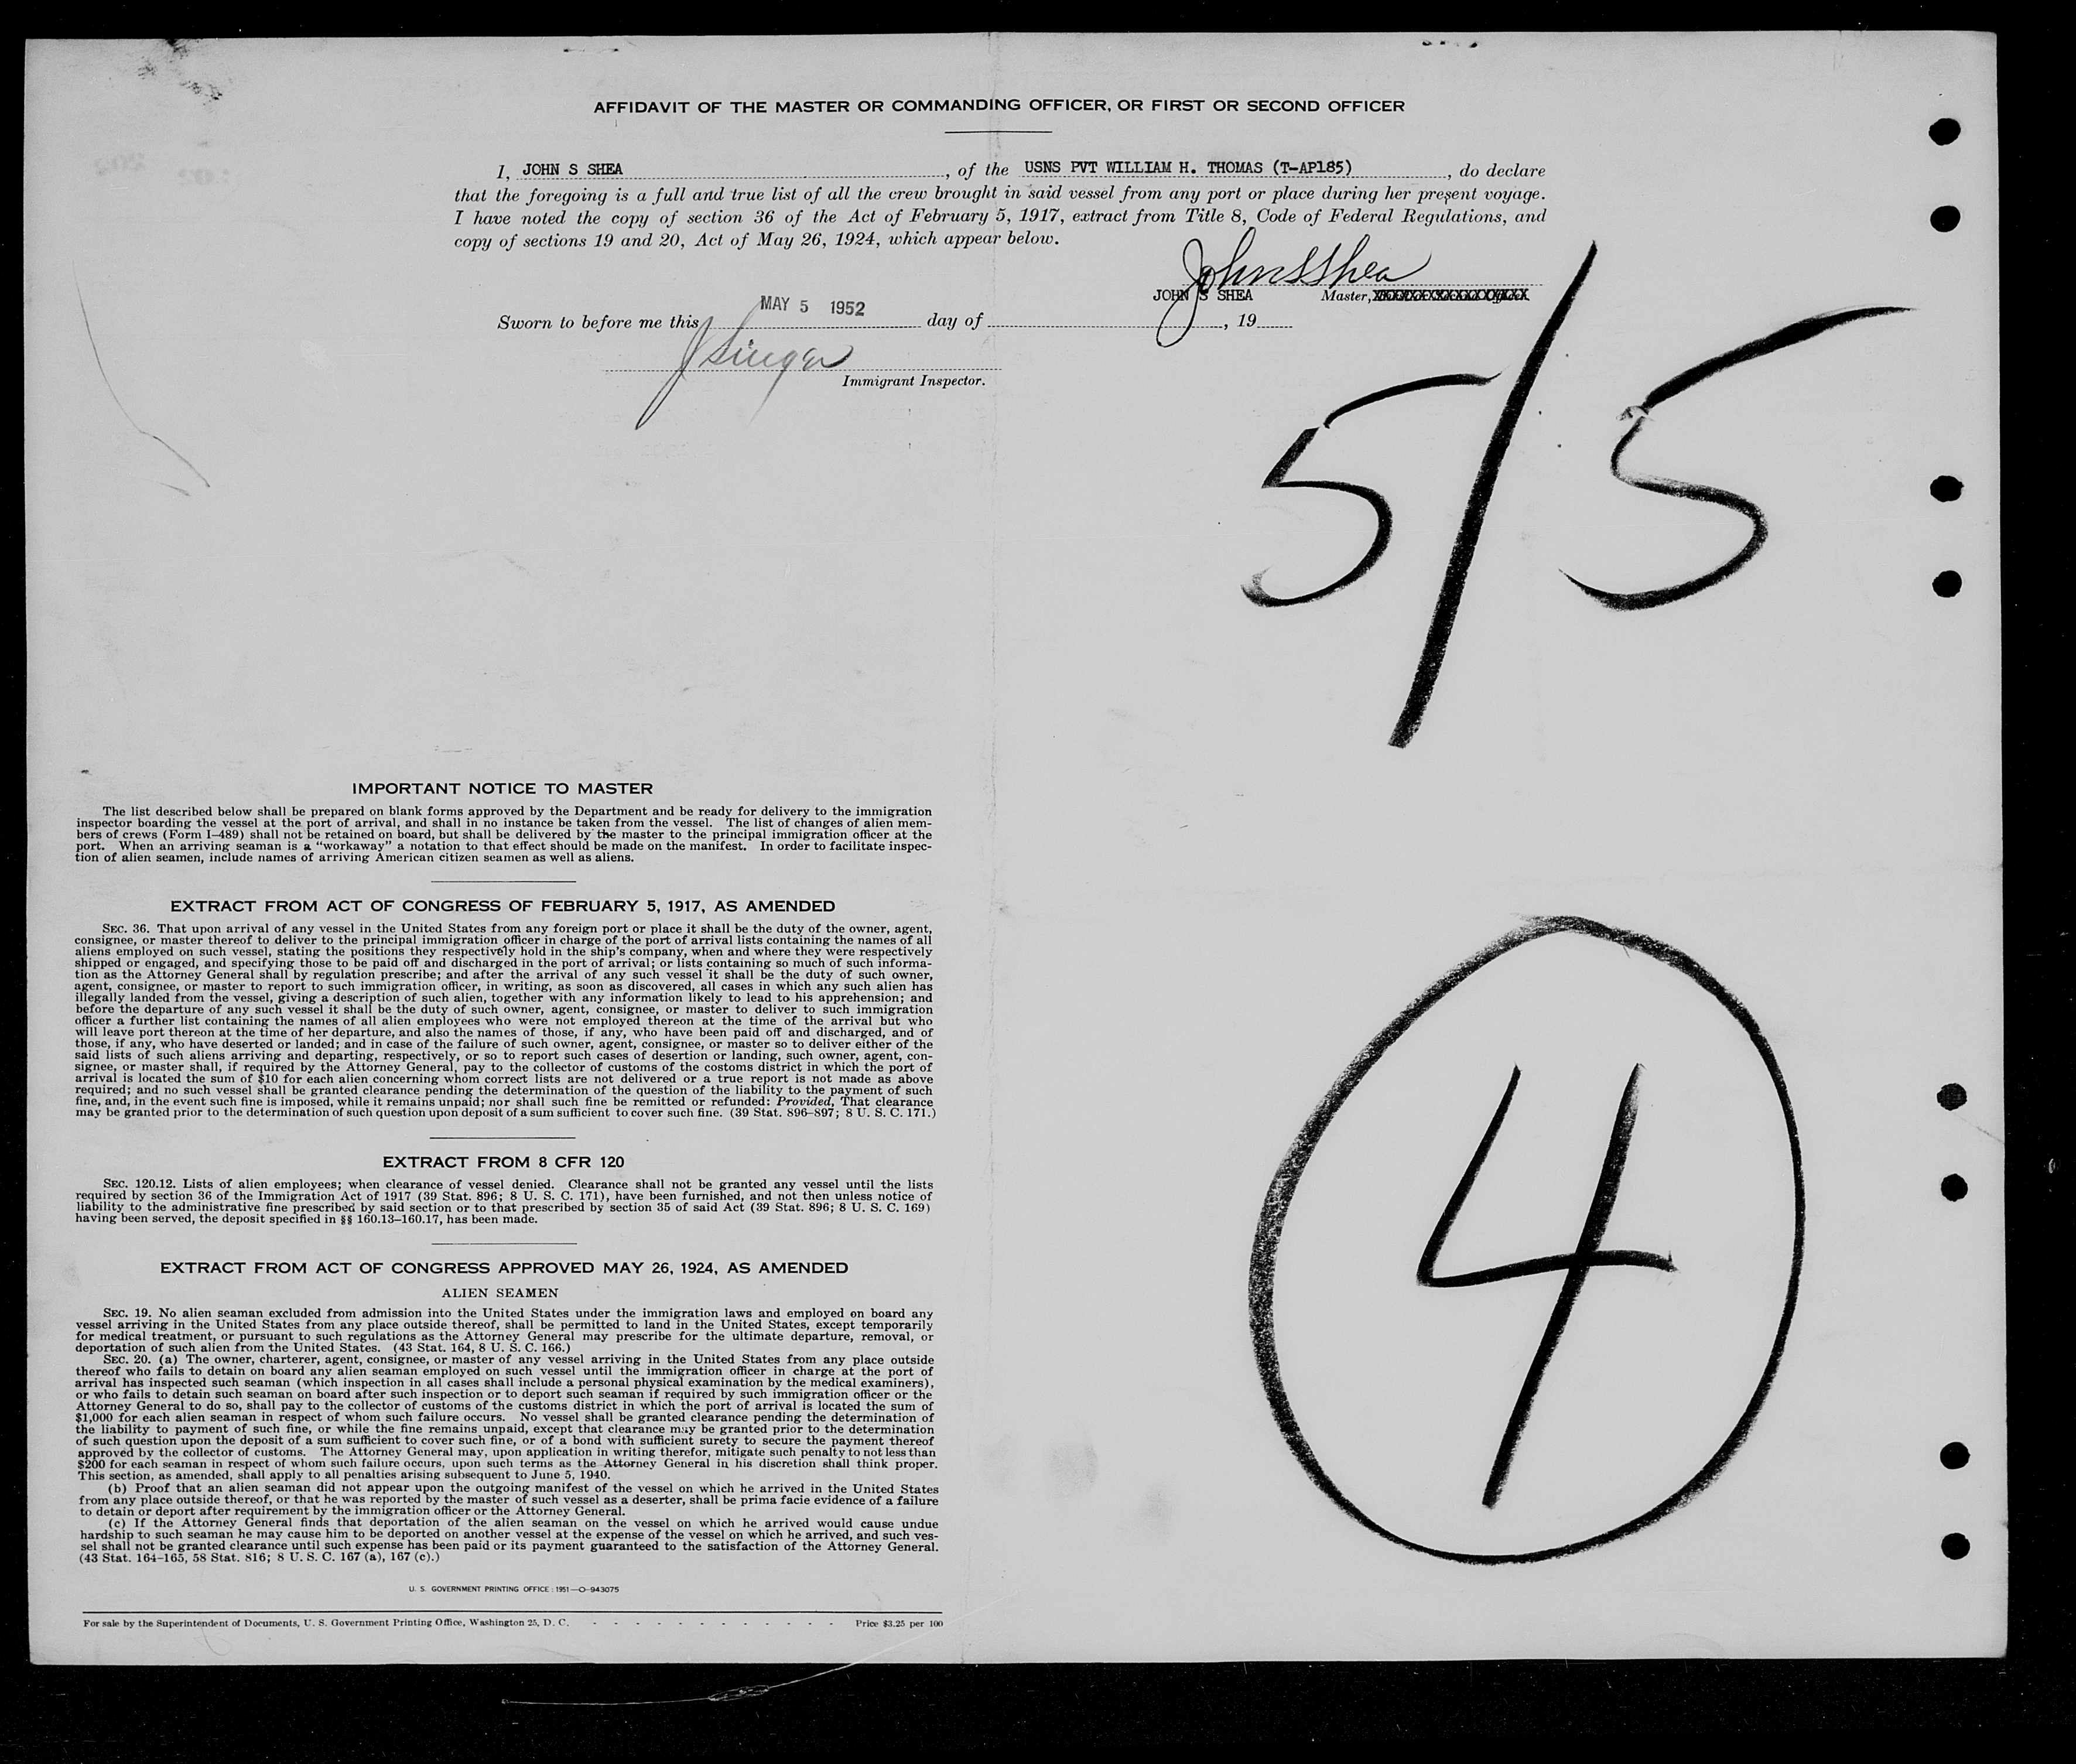 AFFIDAVIT OF THE MASTER OR COMMANDING OFFICER, OR FIRST OR SECOND OFFICER
I, JOHN S SHEA, of the USNS PVT WILLIAM H. THOMAS (T-AP185), do declare
that the foregoing is a full and true list of all the crew brought in said vessel from any port or place during her present voyage.
I have noted the copy of section 36 of the Act of February 5, 1917, extract from Title 8, Code of Federal Regulations, and
copy of sections 19 and 20, Act of May 26, 1924, which appear below.
John S Shea
JOHN S SHEA Master,
MAY 5 1952
Sworn to before me this day of , 19
J Singer
Immigrant Inspector.
5/5
IMPORTANT NOTICE TO MASTER
The list described below shall be prepared on blank forms approved by the Department and be ready for delivery to the immigration
inspector boarding the vessel at the port of arrival, and shall in no instance be taken from the vessel. The list of changes of alien mem-
bers of crews (Form I–489) shall not be retained on board, but shall be delivered by the master to the principal immigration officer at the
port. When an arriving seaman is a “workaway” a notation to that effect should be made on the manifest. In order to facilitate inspec-
tion of alien seamen, include names of arriving American citizen seamen as well as aliens.
EXTRACT FROM ACT OF CONGRESS OF FEBRUARY 5, 1917, AS AMENDED
SEC. 36. That upon arrival of any vessel in the United States from any foreign port or place it shall be the duty of the owner, agent,
consignee, or master thereof to deliver to the principal immigration officer in charge of the port of arrival lists containing the names of all
aliens employed on such vessel, stating the positions they respectively hold in the ship's company, when and where they were respectively
shipped or engaged, and specifying those to be paid off and discharged in the port of arrival; or lists containing so much of such informa-
tion as the Attorney General shall by regulation prescribe; and after the arrival of any such vessel it shall be the duty of such owner,
agent, consignee, or master to report to such immigration officer, in writing, as soon as discovered, all cases in which any such alien has
illegally landed from the vessel, giving a description of such alien, together with any information likely to lead to his apprehension; and
before the departure of any such vessel it shall be the duty of such owner, agent, consignee, or master to deliver to such immigration
officer a further list containing the names of all alien employees who were not employed thereon at the time of the arrival but who
will leave port thereon at the time of her departure, and also the names of those, if any, who have been paid off and discharged, and of
those, if any, who have deserted or landed; and in case of the failure of such owner, agent, consignee, or master so to deliver either of the
said lists of such aliens arriving and departing, respectively, or so to report such cases of desertion or landing, such owner, agent, con-
signee, or master shall, if required by the Attorney General, pay to the collector of customs of the costoms district in which the port of
arrival is located the sum of $10 for each alien concerning whom correct lists are not delivered or a true report is not made as above
required; and no such vessel shall be granted clearance pending the determination of the question of the liability to the payment of such
fine, and, in the event such fine is imposed, while it remains unpaid; nor shall such fine be remitted or refunded: Provided, That clearance
may be granted prior to the determination of such question upon deposit of a sum sufficient to cover such fine. (39 Stat. 896–897; 8 U. S. C. 171.)
EXTRACT FROM 8 CFR 120
SEC. 120.12. Lists of alien employees; when clearance of vessel denied. Clearance shall not be granted any vessel until the lists
required by section 36 of the Immigration Act of 1917 (39 Stat. 896; 8 U. S. C. 171), have been furnished, and not then unless notice of
liability to the administrative fine prescribed by said section or to that prescribed by section 35 of said Act (39 Stat. 896; 8 U. S. C. 169)
having been served, the deposit specified in §§ 160.13–160.17, has been made.
EXTRACT FROM ACT OF CONGRESS APPROVED MAY 26, 1924, AS AMENDED
ALIEN SEAMEN
SEC. 19. No alien seaman excluded from admission into the United States under the immigration laws and employed on board any
vessel arriving in the United States from any place outside thereof, shall be permitted to land in the United States, except temporarily
for medical treatment, or pursuant to such regulations as the Attorney General may prescribe for the ultimate departure, removal, or
deportation of such alien from the United States. (43 Stat. 164, 8 U. S. C. 166.)
SEC. 20. (a) The owner, charterer, agent, consignee, or master of any vessel arriving in the United States from any place outside
thereof who fails to detain on board any alien seaman employed on such vessel until the immigration officer in charge at the port of
arrival has inspected such seaman (which inspection in all cases shall include a personal physical examination by the medical examiners),
or who fails to detain such seaman on board after such inspection or to deport such seaman if required by such immigration officer or the
Attorney General to do so, shall pay to the collector of customs of the customs district in which the port of arrival is located the sum of
$1,000 for each alien seaman in respect of whom such failure occurs. No vessel shall be granted clearance pending the determination of
the liability to payment of such fine, or while the fine remains unpaid, except that clearance may be granted prior to the determination
of such question upon the deposit of a sum sufficient to cover such fine, or of a bond with sufficient surety to secure the payment thereof
approved by the collector of customs. The Attorney General may, upon application in writing therefor, mitigate such penalty to not less than
$200 for each seaman in respect of whom such failure occurs, upon such terms as the Attorney General in his discretion shall think proper.
This section, as amended, shall apply to all penalties arising subsequent to June 5, 1940.
(b) Proof that an alien seaman did not appear upon the outgoing manifest of the vessel on which he arrived in the United States
from any place outside thereof, or that he was reported by the master of such vessel as a deserter, shall be prima facie evidence of a failure
to detain or deport after requirement by the immigration officer or the Attorney General.
(c) If the Attorney General finds that deportation of the alien seaman on the vessel on which he arrived would cause undue
hardship to such seaman he may cause him to be deported on another vessel at the expense of the vessel on which he arrived, and such ves-
sel shall not be granted clearance until such expense has been paid or its payment guaranteed to the satisfaction of the Attorney General.
(43 Stat. 164–165, 58 Stat. 816; 8 U. S. C. 167 (a), 167 (c).)
4
U. S. GOVERNMENT PRINTING OFFICE : 1951—O-943075
For sale by the Superintendent of Documents, U. S. Government Printing Office, Washington 25, D. C. - - - - - - - - - - - - Price $3.25 per 100